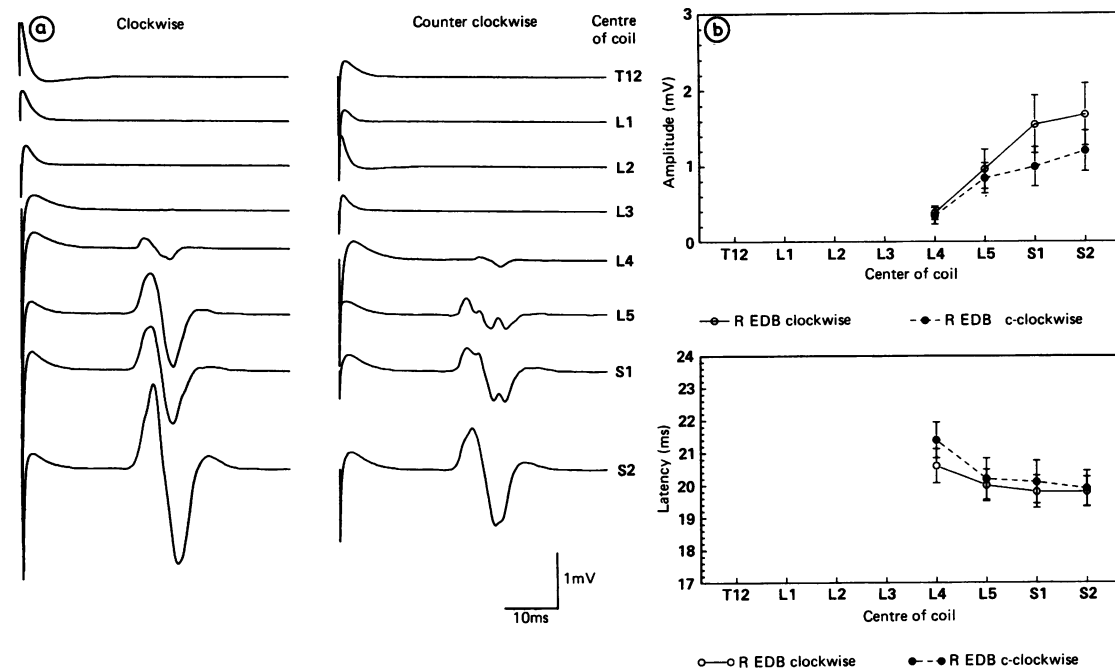 a
Clockwise
Counter clockwise
Centre
of coil
T12
L1
L2
L3
L4
L5
S1
S2
1mV
10ms
b
3
2
1
0
Amplitude (mV)
T12 L1 L2 L3 L4 L5 S1 S2
Center of coil
R EDB clockwise R EDB c-clockwise
24
23
22
21
20
19
18
17
Latency (ms)
T12 L1 L2 L3 L4 L5 S1 S2
Centre of coil
R EDB clockwise R EDB c-clockwise